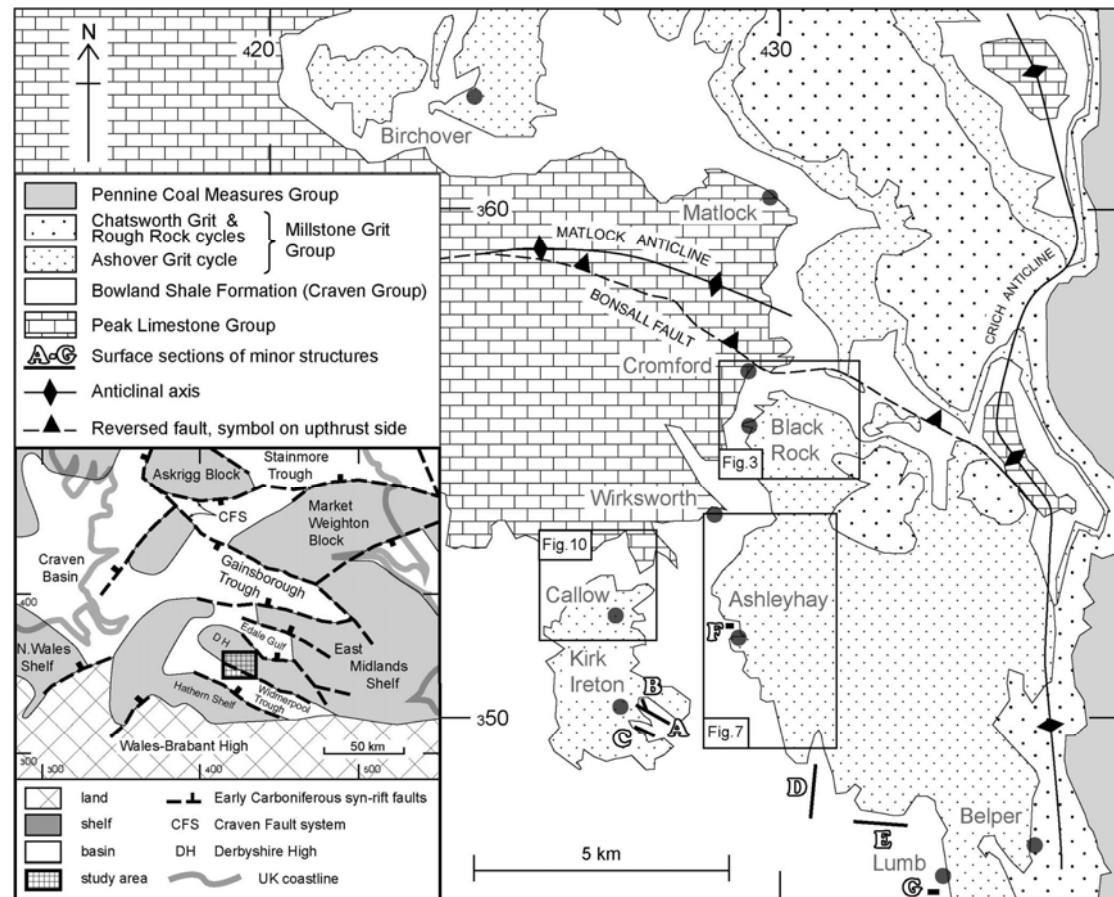 N
420
430
Birchover
Pennine Coal Measures Group
Chatsworth Grit &
Rough Rock cycles
Millstone Grit
Group
Ashover Grit cycle
Bowland Shale Formation (Craven Group)
Peak Limestone Group
A-G Surface sections of minor structures
Anticlinal axis
Reversed fault, symbol on upthrust side
360
Matlock
MATLOCK ANTICLINE
BONSALL FAULT
CRICH ANTICLINE
Cromford
Black
Rock
Fig.3
Wirksworth
Fig.10
Callow
Ashleyhay
F
Kirk
Ireton
B
A
C
350
Fig.7
D
E
Belper
Lumb
G
5 km
Askrigg Block
Stainmore
Trough
CFS
Market
Weighton
Block
Craven
Basin
Gainsborough
Trough
400
N.Wales
Shelf
DH
Edale Gulf
East
Midlands
Shelf
Hathern Shelf
Widmerpool
Trough
Wales-Brabant High
50 km
300
300
400
500
land
Early Carboniferous syn-rift faults
shelf
CFS Craven Fault system
basin
DH Derbyshire High
study area
UK coastline